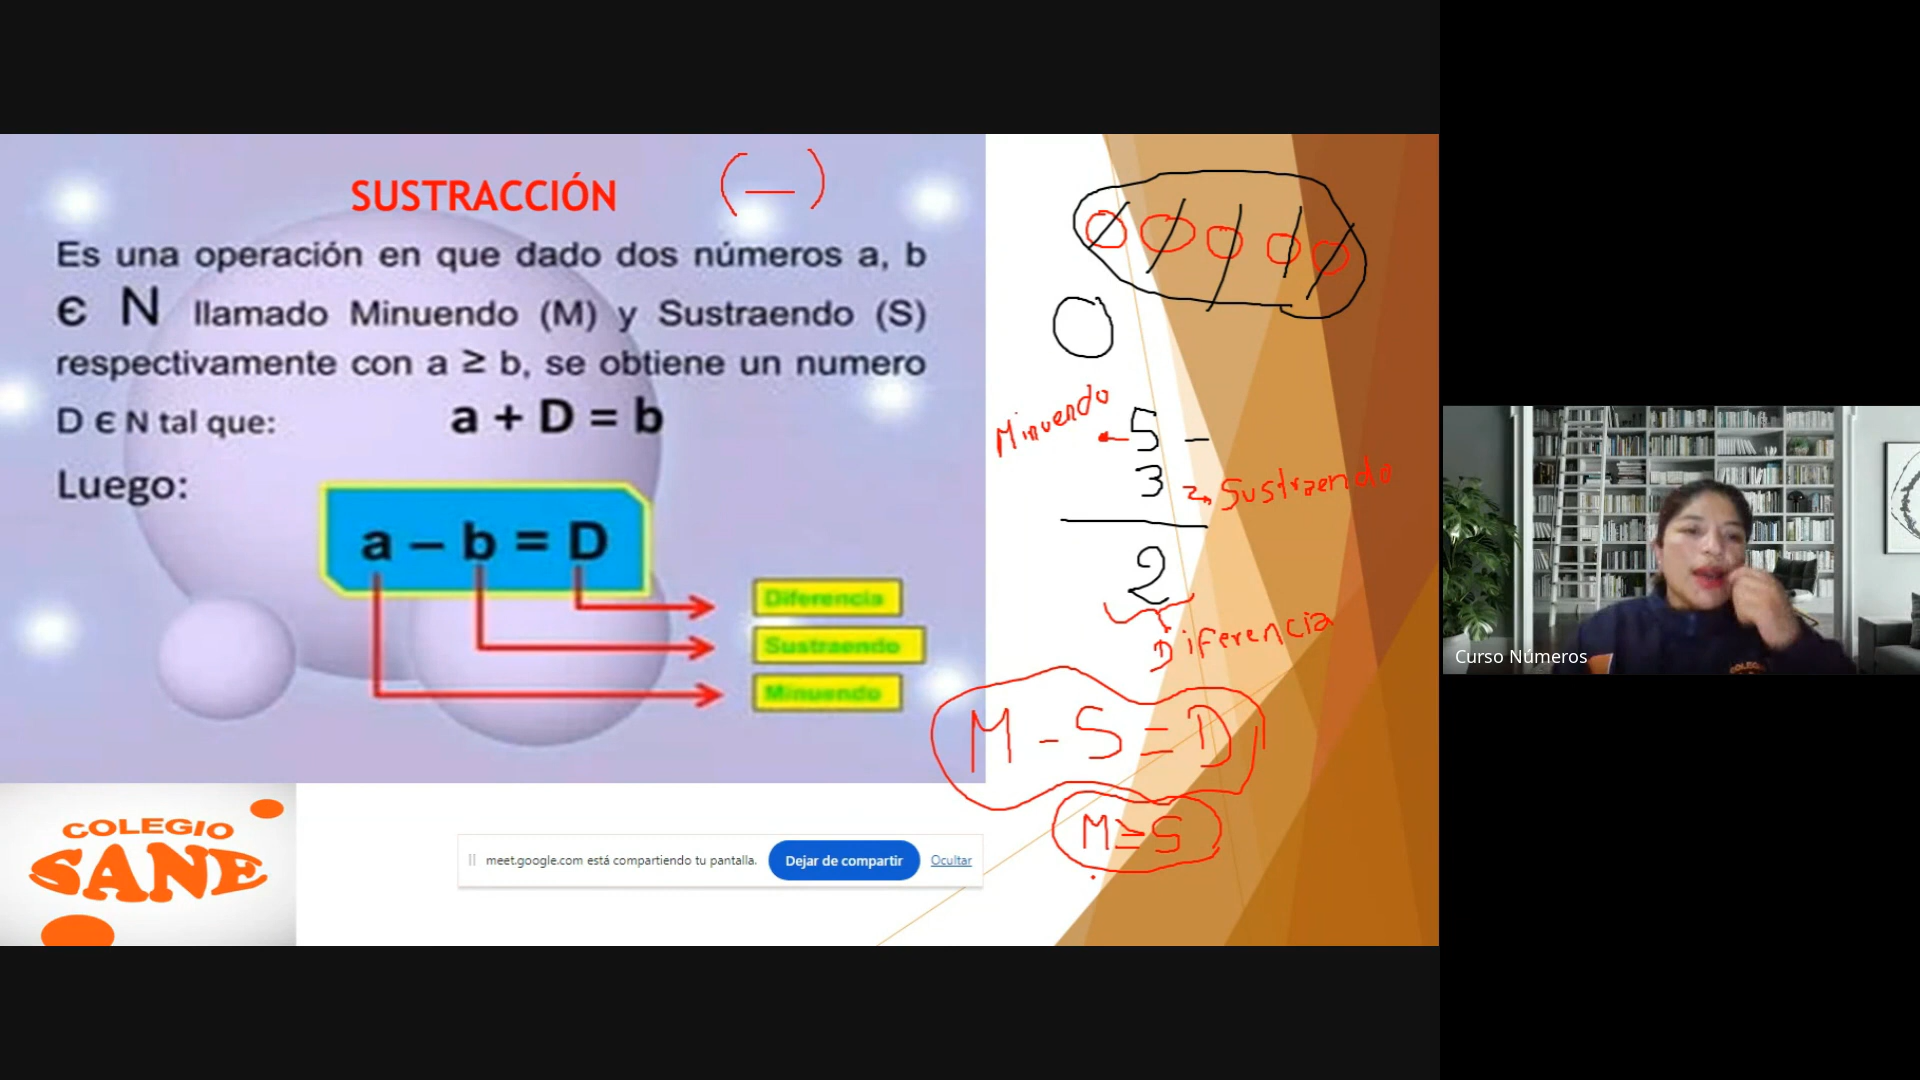 SUSTRACCIÓN ( — )
Es una operación en que dado dos números a, b
Є N llamado Minuendo (M) y Sustraendo (S)
respectivamente con a ≥ b, se obtiene un numero
D Є N tal que: a + D = b
Luego:
a – b = D
Diferencia
Sustraendo
Minuendo
Minuendo
5 –
3 Sustraendo
2
Diferencia
M - S = D
M ≥ S
COLEGIO
SANE
meet.google.com está compartiendo tu pantalla. Dejar de compartir Ocultar
Curso Números